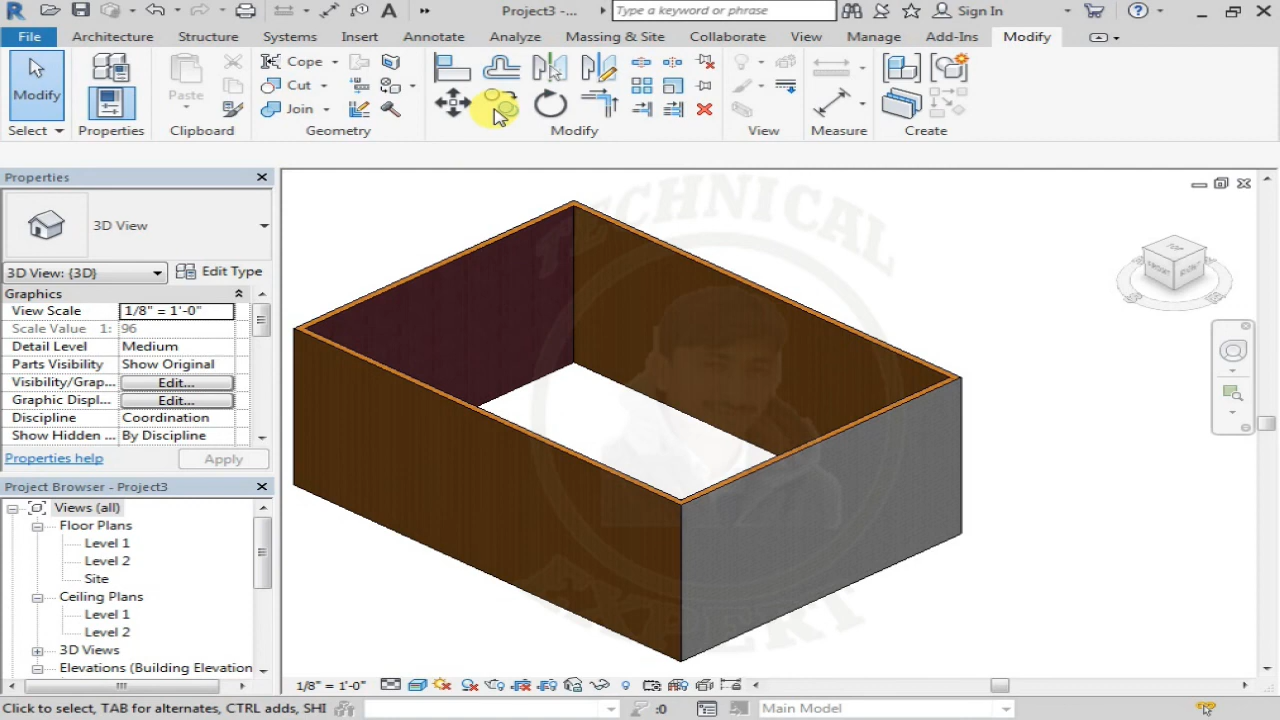 Project3 -...
Type a keyword or phrase
Sign In
File
Architecture
Structure
Systems
Insert
Annotate
Analyze
Massing & Site
Collaborate
View
Manage
Add-Ins
Modify
Modify
Paste
Cope
Cut
Join
Select
Properties
Clipboard
Geometry
Modify
View
Measure
Create
Properties
3D View
3D View: {3D}
Edit Type
Graphics
View Scale 1/8" = 1'-0"
Scale Value 1: 96
Detail Level Medium
Parts Visibility Show Original
Visibility/Grap... Edit...
Graphic Displ... Edit...
Discipline Coordination
Show Hidden ... By Discipline
Properties help
Apply
Project Browser - Project3
Views (all)
Floor Plans
Level 1
Level 2
Site
Ceiling Plans
Level 1
Level 2
3D Views
Elevations (Building Elevation
TECHNICAL
EXPERT
TOP
FRONT
RIGHT
1/8" = 1'-0"
Click to select, TAB for alternates, CTRL adds, SHI
:0
Main Model